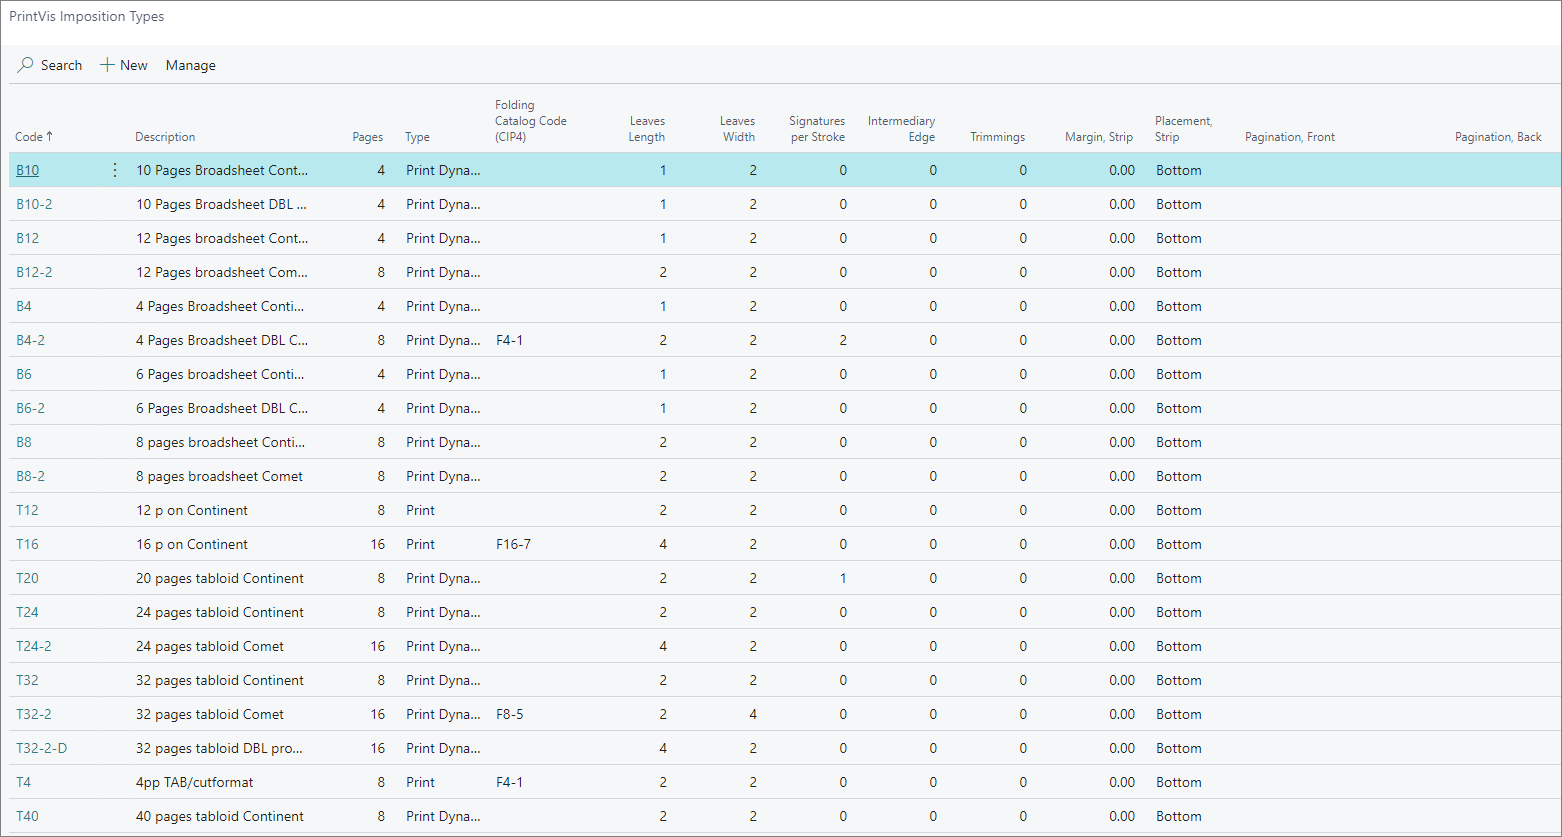 PrintVis Imposition Types
Search New Manage
Code ↑ Description Pages Type Folding Catalog Code (CIP4) Leaves Length Leaves Width Signatures per Stroke Intermediary Edge Trimmings Margin, Strip Placement, Strip Pagination, Front Pagination, Back
B10 10 Pages Broadsheet Cont... 4 Print Dyna... 1 2 0 0 0 0.00 Bottom
B10-2 10 Pages Broadsheet DBL ... 4 Print Dyna... 1 2 0 0 0 0.00 Bottom
B12 12 Pages broadsheet Cont... 4 Print Dyna... 1 2 0 0 0 0.00 Bottom
B12-2 12 Pages broadsheet Com... 8 Print Dyna... 2 2 0 0 0 0.00 Bottom
B4 4 Pages Broadsheet Conti... 4 Print Dyna... 1 2 0 0 0 0.00 Bottom
B4-2 4 Pages Broadsheet DBL C... 8 Print Dyna... F4-1 2 2 2 0 0 0.00 Bottom
B6 6 Pages broadsheet Conti... 4 Print Dyna... 1 2 0 0 0 0.00 Bottom
B6-2 6 Pages Broadsheet DBL C... 4 Print Dyna... 1 2 0 0 0 0.00 Bottom
B8 8 pages broadsheet Conti... 8 Print Dyna... 2 2 0 0 0 0.00 Bottom
B8-2 8 pages broadsheet Comet 8 Print Dyna... 2 2 0 0 0 0.00 Bottom
T12 12 p on Continent 8 Print 2 2 0 0 0 0.00 Bottom
T16 16 p on Continent 16 Print F16-7 4 2 0 0 0 0.00 Bottom
T20 20 pages tabloid Continent 8 Print Dyna... 2 2 1 0 0 0.00 Bottom
T24 24 pages tabloid Continent 8 Print Dyna... 2 2 0 0 0 0.00 Bottom
T24-2 24 pages tabloid Comet 16 Print Dyna... 4 2 0 0 0 0.00 Bottom
T32 32 pages tabloid Continent 8 Print Dyna... 2 2 0 0 0 0.00 Bottom
T32-2 32 pages tabloid Comet 16 Print Dyna... F8-5 2 4 0 0 0 0.00 Bottom
T32-2-D 32 pages tabloid DBL pro... 16 Print Dyna... 4 2 0 0 0 0.00 Bottom
T4 4pp TAB/cutformat 8 Print F4-1 2 2 0 0 0 0.00 Bottom
T40 40 pages tabloid Continent 8 Print Dyna... 2 2 0 0 0 0.00 Bottom